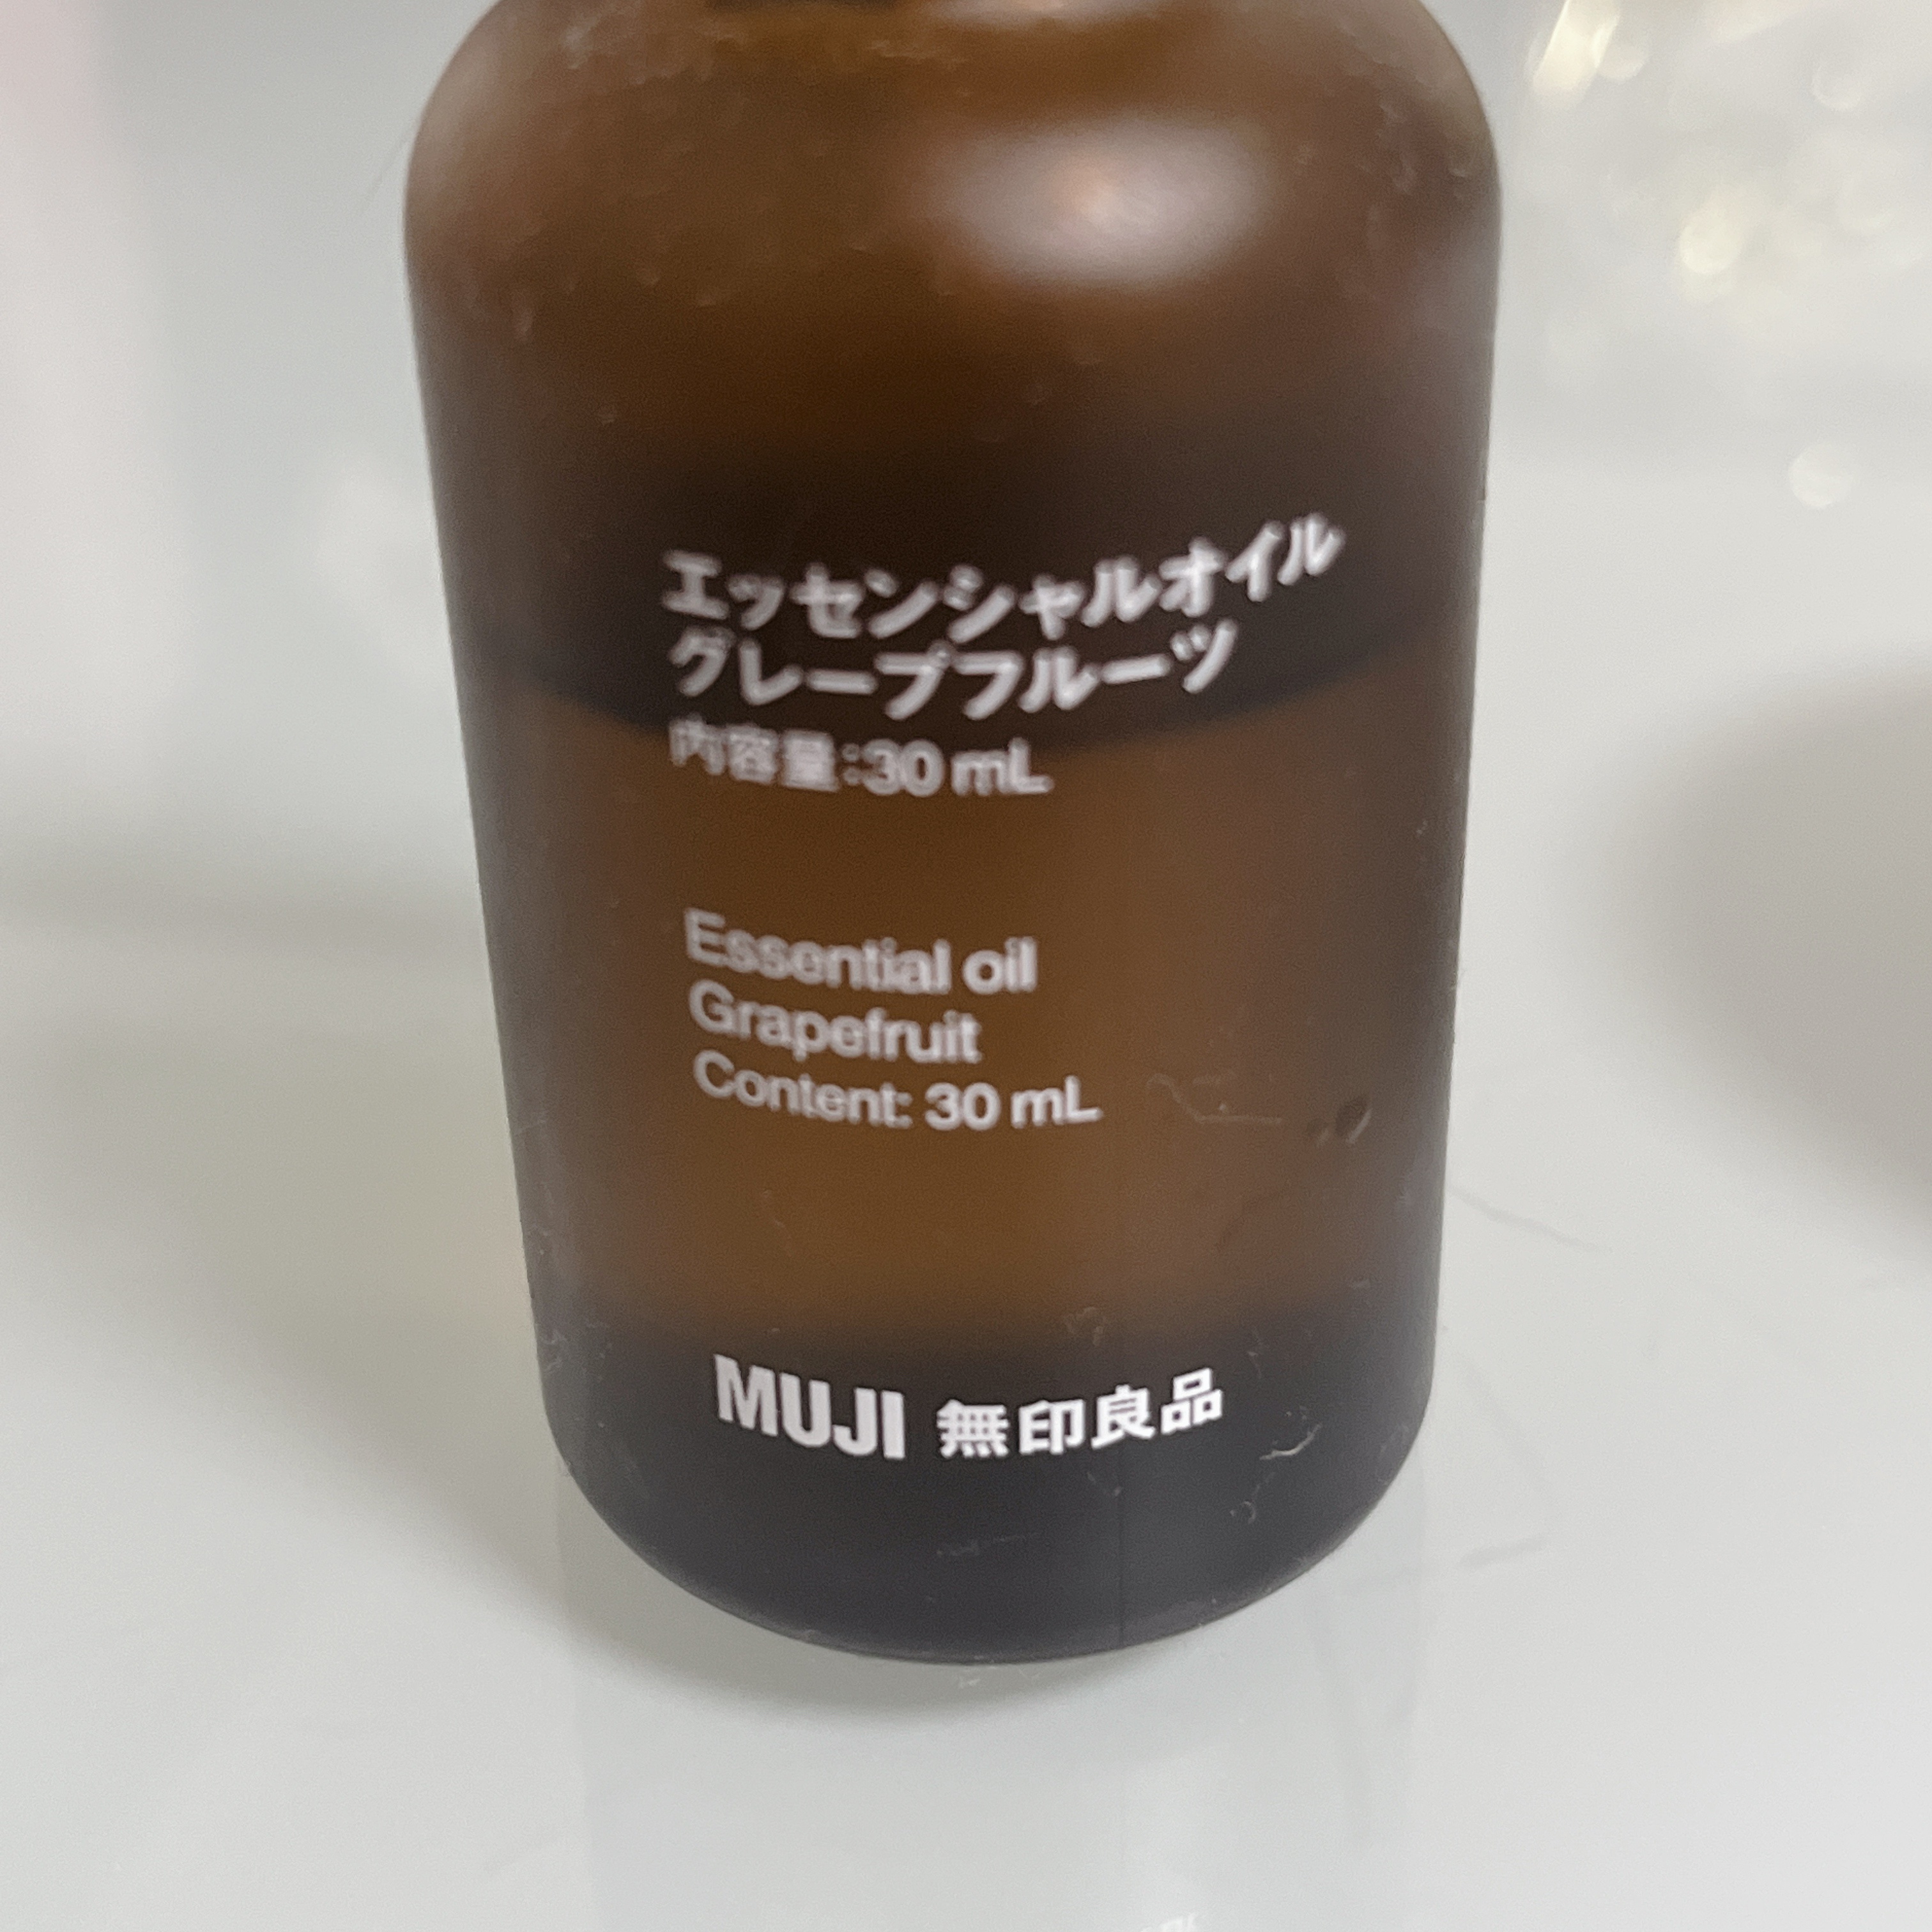 エッセンシャルオイル
グレープフルーツ
内容量:30 mL
Essential oil
Grapefruit
Content: 30 mL
MUJI 無印良品